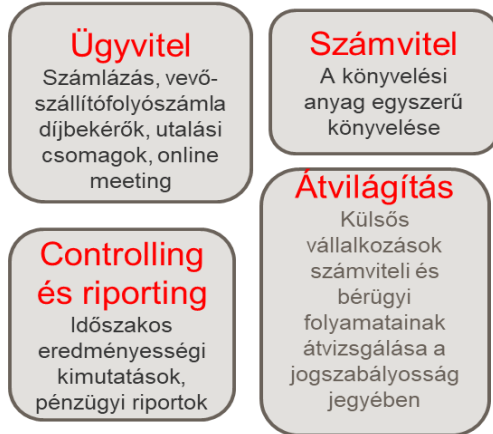 Ügyvitel
Számlázás, vevő-
szállítófolyószámla
díjbekérők, utalási
csomagok, online
meeting
Számvitel
A könyvelési
anyag egyszerű
könyvelése
Controlling
és riporting
Időszakos
eredményességi
kimutatások,
pénzügyi riportok
Átvilágítás
Külsős
vállalkozások
számviteli és
bérügyi
folyamatainak
átvizsgálása a
jogszabályosság
jegyében